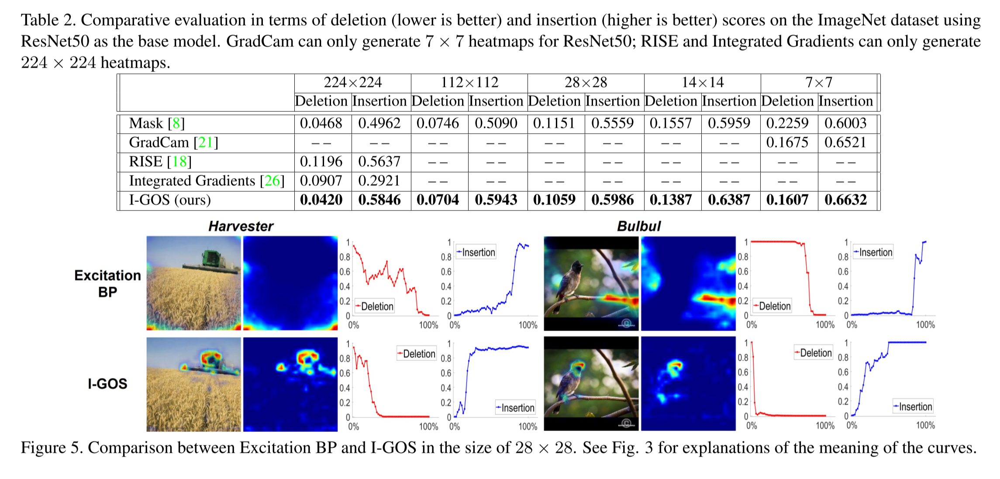 Table 2. Comparative evaluation in terms of deletion (lower is better) and insertion (higher is better) scores on the ImageNet dataset using
ResNet50 as the base model. GradCam can only generate 7 × 7 heatmaps for ResNet50; RISE and Integrated Gradients can only generate
224 × 224 heatmaps.
224×224 112×112 28×28 14×14 7×7
Deletion Insertion Deletion Insertion Deletion Insertion Deletion Insertion Deletion Insertion
Mask [8] 0.0468 0.4962 0.0746 0.5090 0.1151 0.5559 0.1557 0.5959 0.2259 0.6003
GradCam [21] −− −− −− −− −− −− −− −− 0.1675 0.6521
RISE [18] 0.1196 0.5637 −− −− −− −− −− −− −− −−
Integrated Gradients [26] 0.0907 0.2921 −− −− −− −− −− −− −− −−
I-GOS (ours) 0.0420 0.5846 0.0704 0.5943 0.1059 0.5986 0.1387 0.6387 0.1607 0.6632
Harvester Bulbul
Excitation
BP
1
0.8
0.6
0.4
0.2
0
Deletion
0% 100%
1
0.8
0.6
0.4
0.2
0
Insertion
0% 100%
©
1
0.8
0.6
0.4
0.2
0
Deletion
0% 100%
1
0.8
0.6
0.4
0.2
0
Insertion
0% 100%
I-GOS
1
0.8
0.6
0.4
0.2
0
Deletion
0% 100%
1
0.8
0.6
0.4
0.2
0
Insertion
0% 100%
©
1
0.8
0.6
0.4
0.2
0
Deletion
0% 100%
1
0.8
0.6
0.4
0.2
0
Insertion
0% 100%
Figure 5. Comparison between Excitation BP and I-GOS in the size of 28 × 28. See Fig. 3 for explanations of the meaning of the curves.